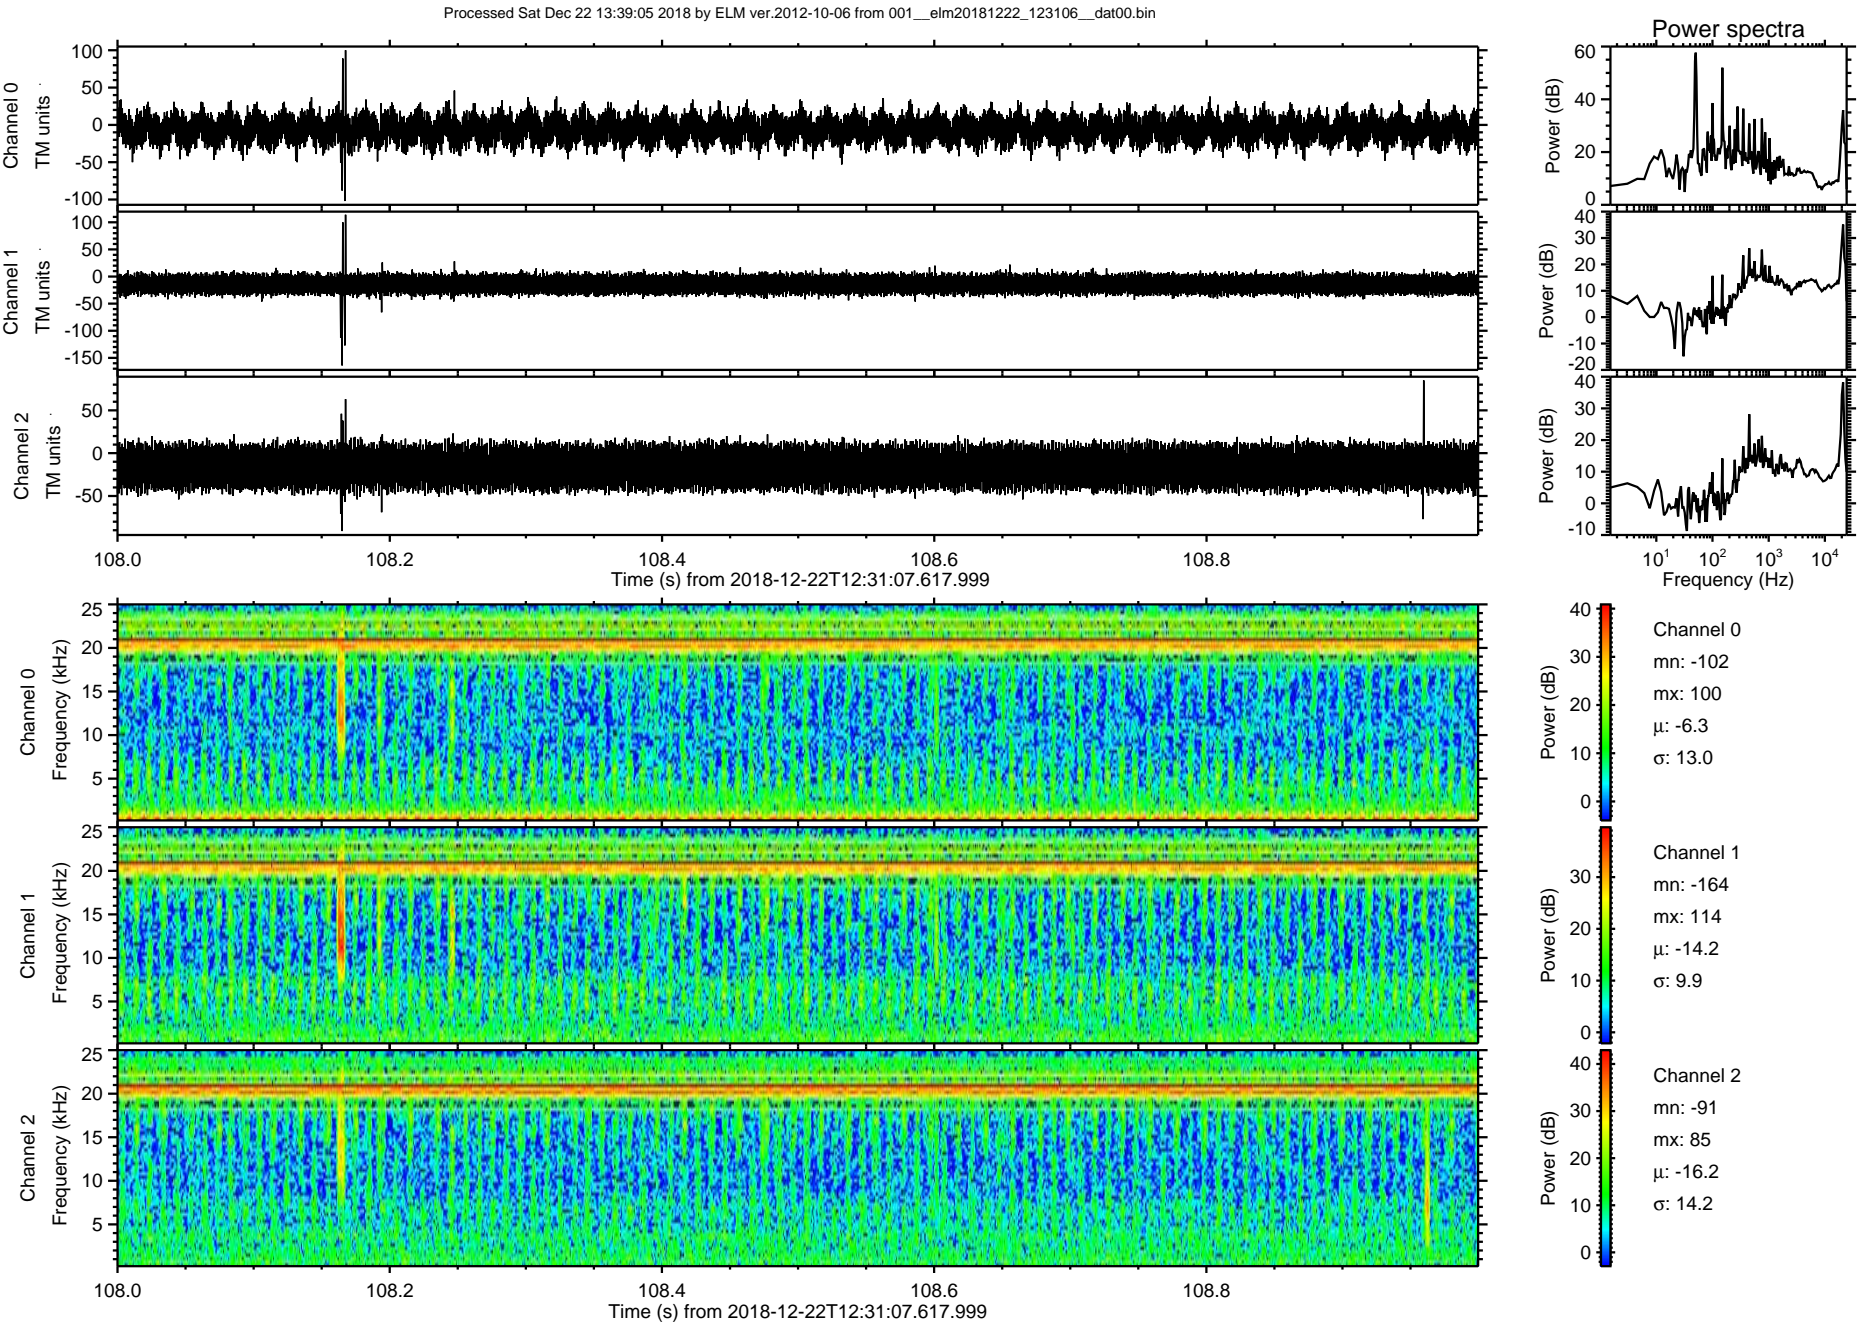 Processed Sat Dec 22 13:39:05 2018 by ELM ver.2012-10-06 from 001__elm20181222_123106__dat00.bin
Power spectra
Channel 0
TM units
100
50
0
-50
-100
Power (dB)
60
40
20
0
Channel 1
TM units
100
50
0
-50
-100
-150
Power (dB)
40
30
20
10
0
-10
-20
Channel 2
TM units
50
0
-50
Power (dB)
40
30
20
10
0
-10
108.0 108.2 108.4 108.6 108.8
Time (s) from 2018-12-22T12:31:07.617.999
10^1 10^2 10^3 10^4
Frequency (Hz)
Channel 0
Frequency (kHz)
25
20
15
10
5
Power (dB)
40
30
20
10
0
Channel 0
mn: -102
mx: 100
μ: -6.3
σ: 13.0
Channel 1
Frequency (kHz)
25
20
15
10
5
Power (dB)
30
20
10
0
Channel 1
mn: -164
mx: 114
μ: -14.2
σ: 9.9
Channel 2
Frequency (kHz)
25
20
15
10
5
Power (dB)
40
30
20
10
0
Channel 2
mn: -91
mx: 85
μ: -16.2
σ: 14.2
108.0 108.2 108.4 108.6 108.8
Time (s) from 2018-12-22T12:31:07.617.999